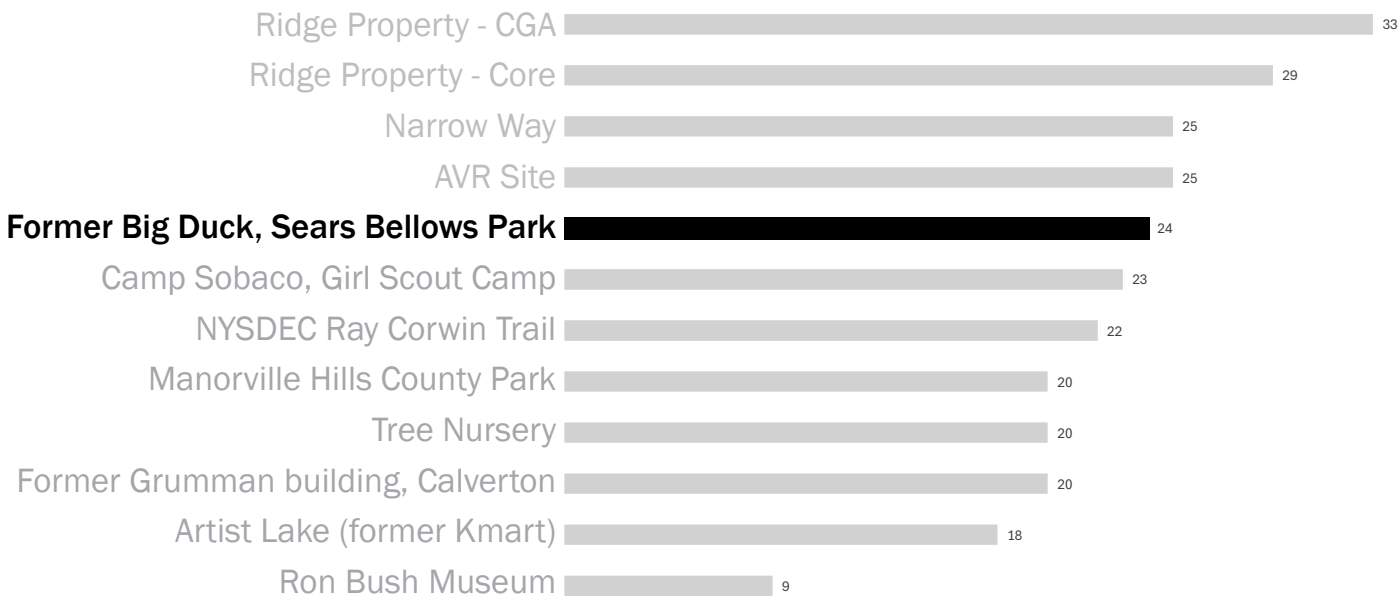 Ridge Property - CGA 33
Ridge Property - Core 29
Narrow Way 25
AVR Site 25
Former Big Duck, Sears Bellows Park 24
Camp Sobaco, Girl Scout Camp 23
NYSDEC Ray Corwin Trail 22
Manorville Hills County Park 20
Tree Nursery 20
Former Grumman building, Calverton 20
Artist Lake (former Kmart) 18
Ron Bush Museum 9